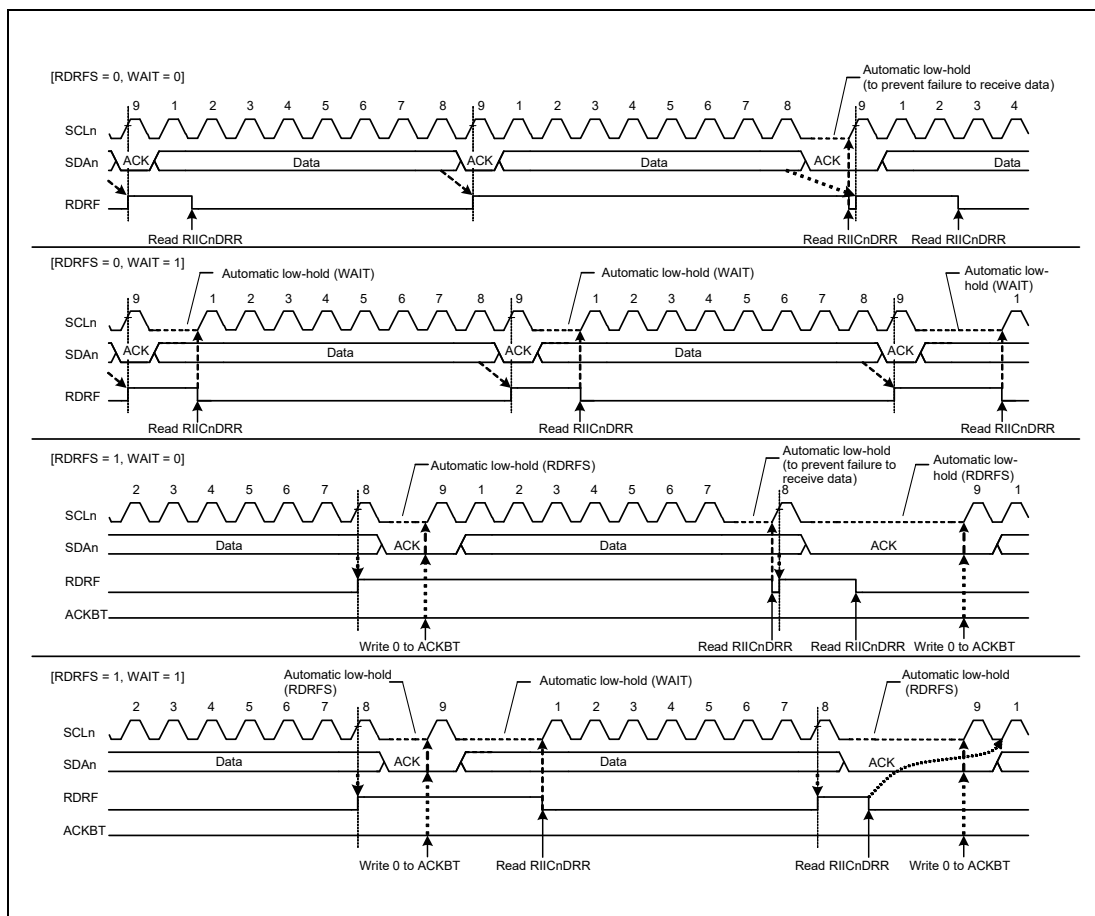 [RDRFS = 0, WAIT = 0]
Automatic low-hold
(to prevent failure to receive data)
9 1 2 3 4 5 6 7 8 9 1 2 3 4 5 6 7 8 9 1 2 3 4
SCLn
SDAn ACK Data ACK Data ACK Data
RDRF
Read RIICnDRR Read RIICnDRR Read RIICnDRR
[RDRFS = 0, WAIT = 1]
Automatic low-hold (WAIT) Automatic low-hold (WAIT) Automatic low-
hold (WAIT)
9 1 2 3 4 5 6 7 8 9 1 2 3 4 5 6 7 8 9 1
SCLn
SDAn ACK Data ACK Data ACK
RDRF
Read RIICnDRR Read RIICnDRR Read RIICnDRR
[RDRFS = 1, WAIT = 0]
Automatic low-hold (RDRFS) Automatic low-hold
(to prevent failure to
receive data) Automatic low-
hold (RDRFS)
2 3 4 5 6 7 8 9 1 2 3 4 5 6 7 8 9 1
SCLn
SDAn Data ACK Data ACK
RDRF
ACKBT
Write 0 to ACKBT Read RIICnDRR Read RIICnDRR Write 0 to ACKBT
[RDRFS = 1, WAIT = 1]
Automatic low-hold
(RDRFS) Automatic low-hold (WAIT) Automatic low-hold
(RDRFS)
2 3 4 5 6 7 8 9 1 2 3 4 5 6 7 8 9 1
SCLn
SDAn Data ACK Data ACK
RDRF
ACKBT
Write 0 to ACKBT Read RIICnDRR Read RIICnDRR Write 0 to ACKBT